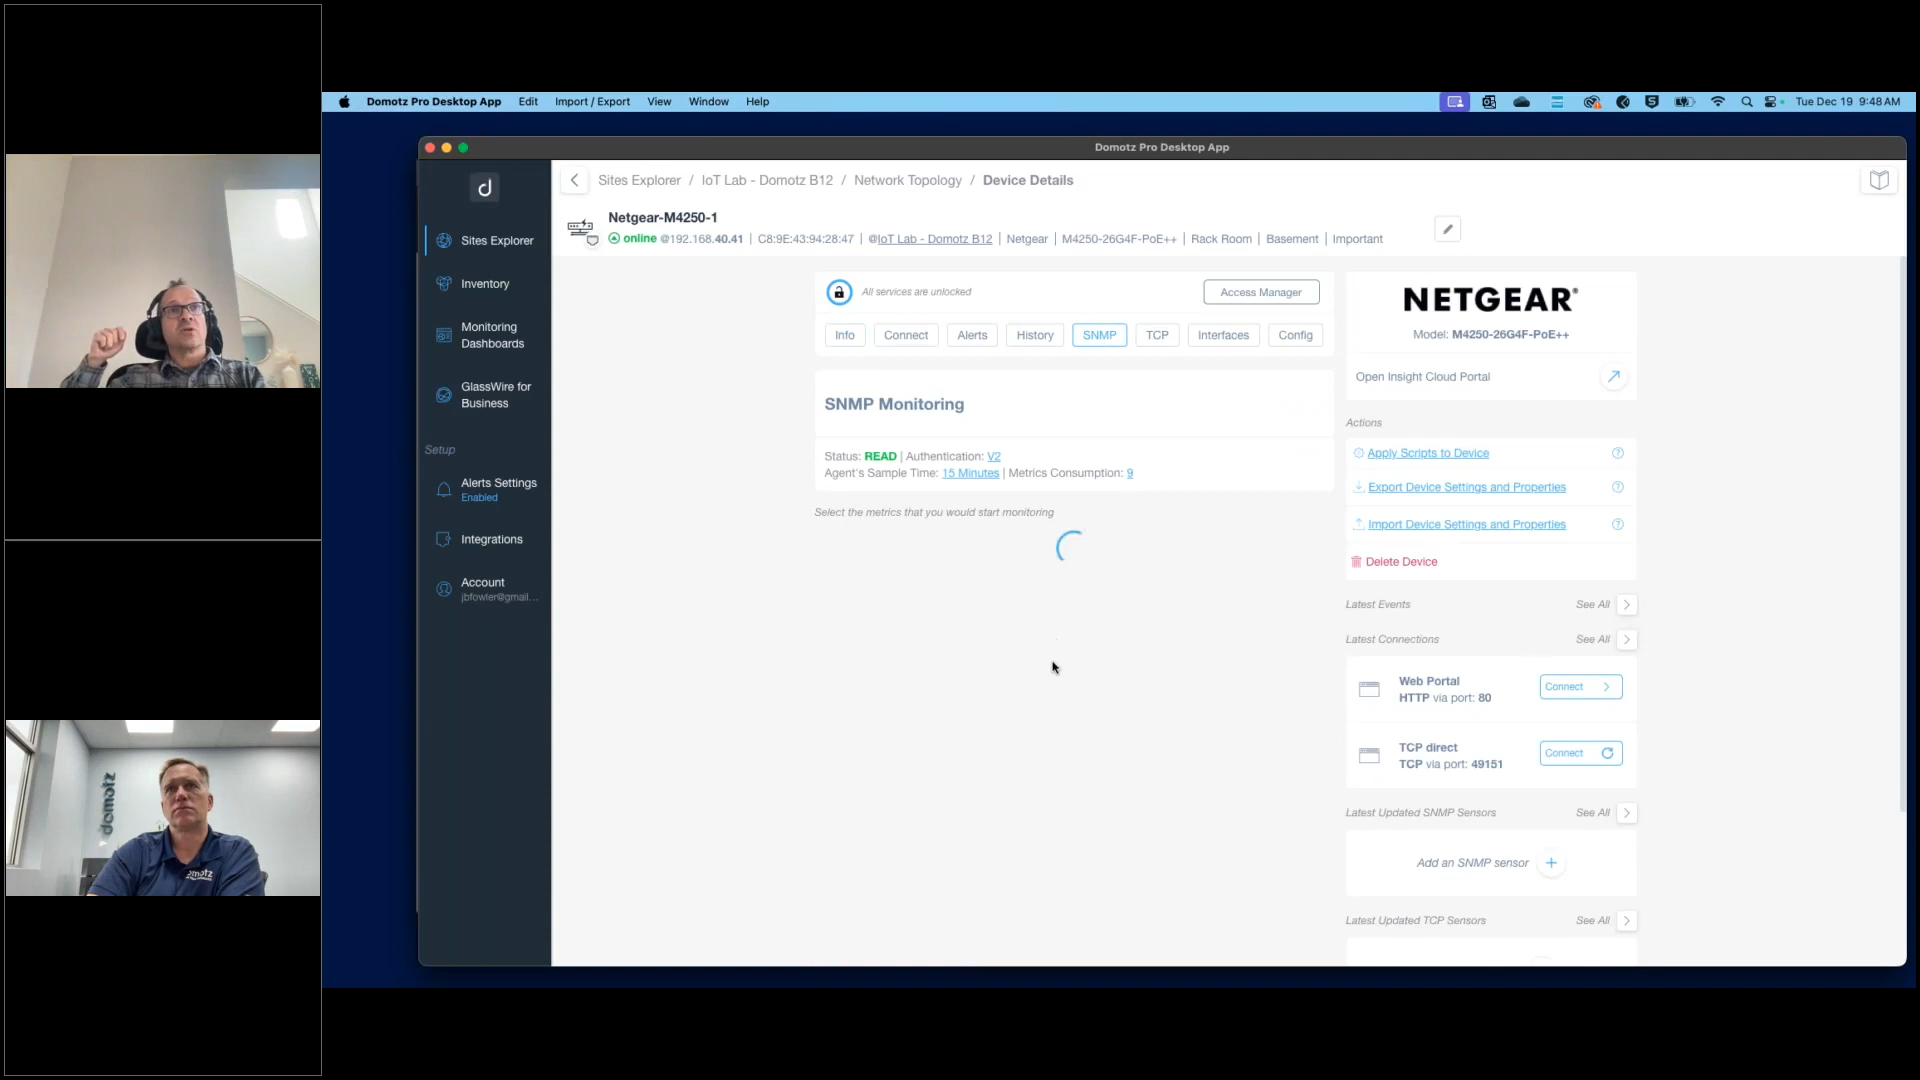 Domotz Pro Desktop App Edit Import / Export View Window Help Tue Dec 19 9:48 AM
Domotz Pro Desktop App
d
Sites Explorer / IoT Lab - Domotz B12 / Network Topology / Device Details
Netgear-M4250-1
online @192.168.40.41 | C8:9E:43:94:28:47 | @IoT Lab - Domotz B12 | Netgear | M4250-26G4F-PoE++ | Rack Room | Basement | Important
Sites Explorer
Inventory
Monitoring
Dashboards
GlassWire for
Business
Setup
Alerts Settings
Enabled
Integrations
Account
jbfowler@gmail...
All services are unlocked
Access Manager
Info Connect Alerts History SNMP TCP Interfaces Config
SNMP Monitoring
Status: READ | Authentication: V2
Agent's Sample Time: 15 Minutes | Metrics Consumption: 9
Select the metrics that you would start monitoring
NETGEAR®
Model: M4250-26G4F-PoE++
Open Insight Cloud Portal
Actions
Apply Scripts to Device
Export Device Settings and Properties
Import Device Settings and Properties
Delete Device
Latest Events See All
Latest Connections See All
Web Portal
HTTP via port: 80
Connect
TCP direct
TCP via port: 49151
Connect
Latest Updated SNMP Sensors See All
Add an SNMP sensor +
Latest Updated TCP Sensors See All
domotz
domotz